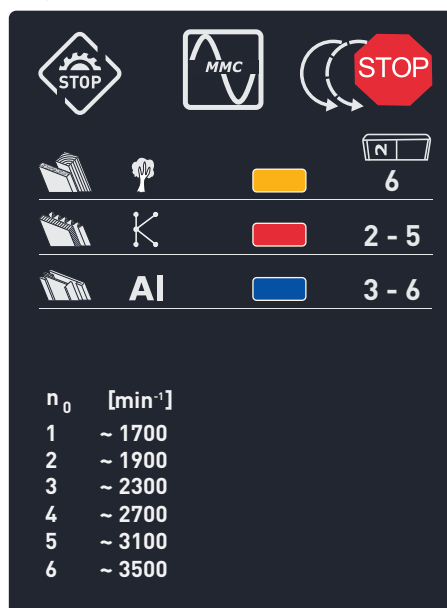 STOP MMC STOP
2
6
2 - 5
Al 3 - 6
n0 [min-1]
1 ~ 1700
2 ~ 1900
3 ~ 2300
4 ~ 2700
5 ~ 3100
6 ~ 3500